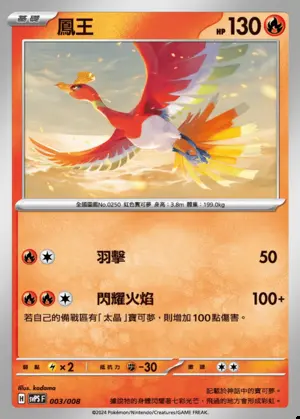 基礎 鳳王 HP 130
全國圖鑑No.0250 虹色寶可夢 身高：3.8m 體重：199.0kg
羽擊 50
閃耀火焰 100+
若自己的備戰區有「太晶」寶可夢，則增加100點傷害。
弱點 ×2 抵抗力 -30 撤退
illus. kodama
H SVPS F 003/008
記載於神話中的寶可夢。
據說牠的身體閃耀著七彩光芒，飛過的地方會形成彩虹。
©2024 Pokémon/Nintendo/Creatures/GAME FREAK.